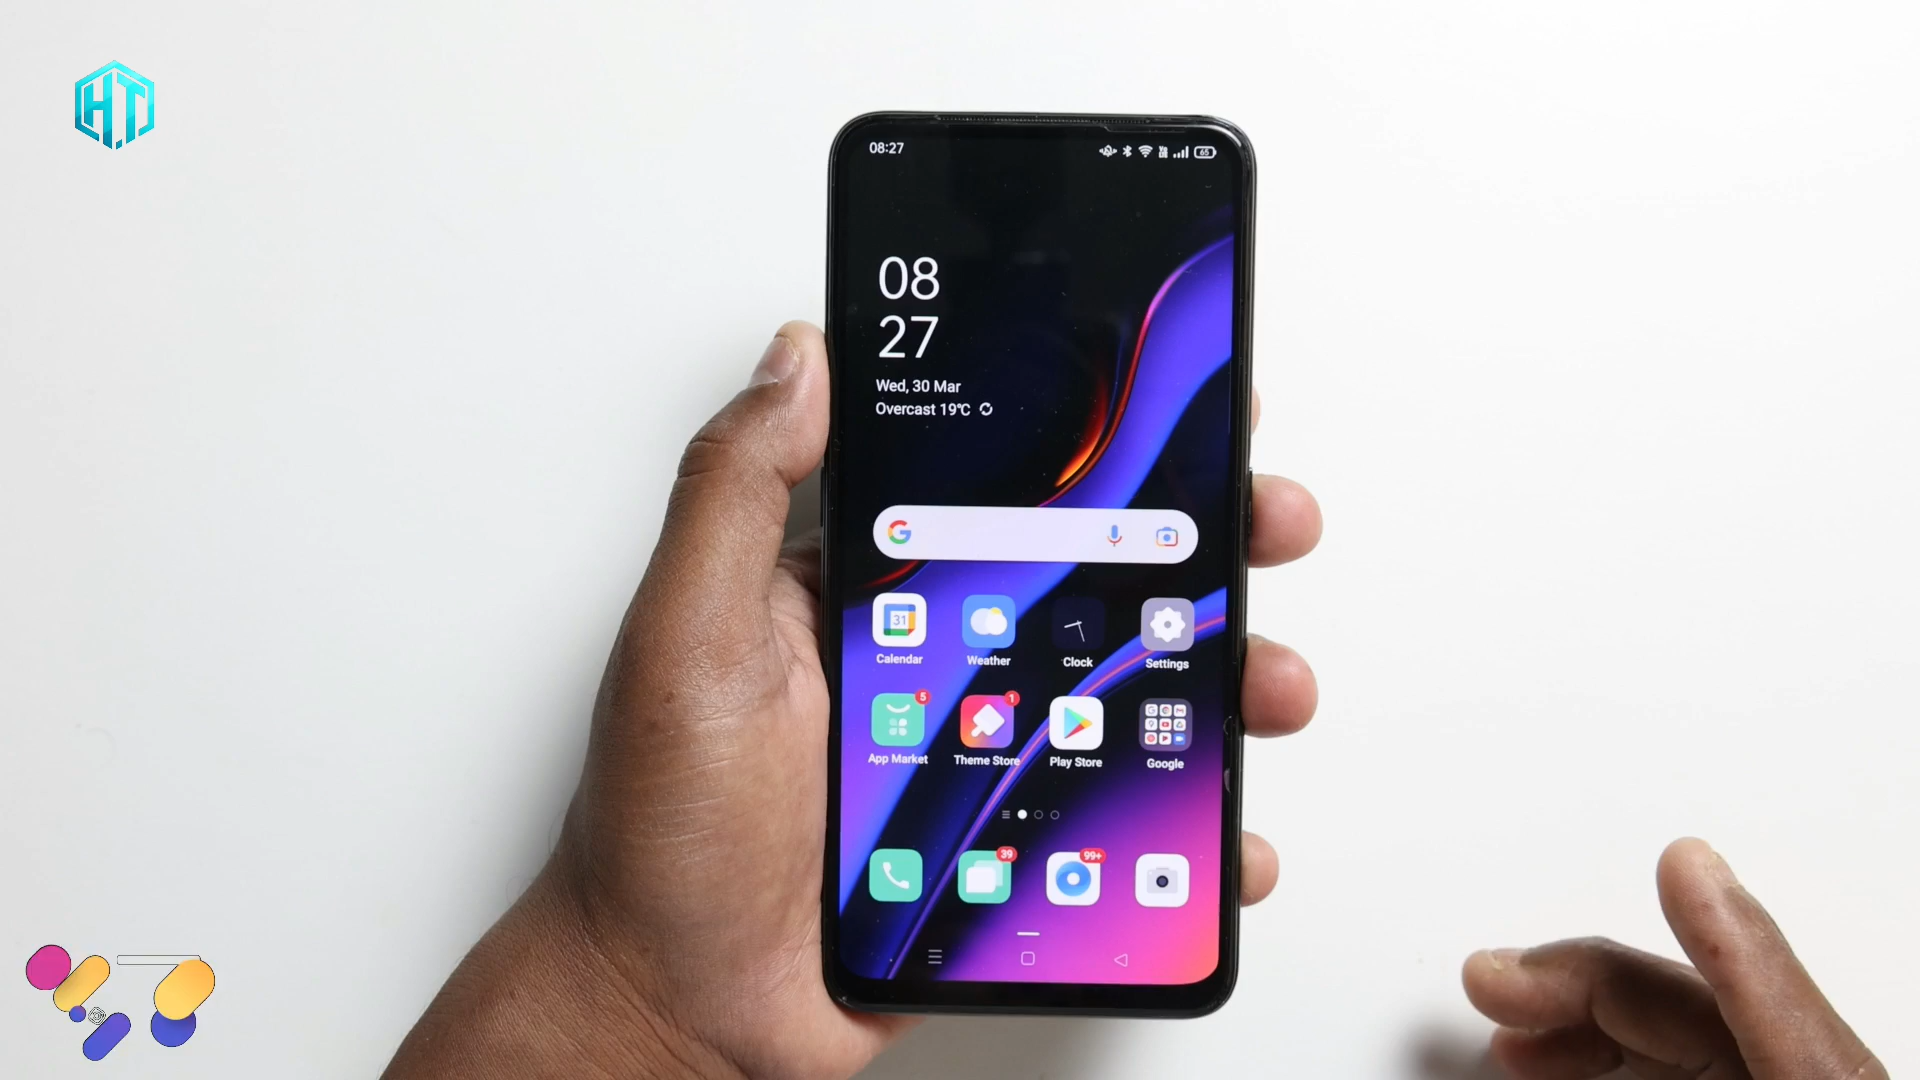 H.T.
08:27
65
08
27
Wed, 30 Mar
Overcast 19℃
G
31
Calendar
Weather
Clock
Settings
5
1
App Market
Theme Store
Play Store
Google
39
99+